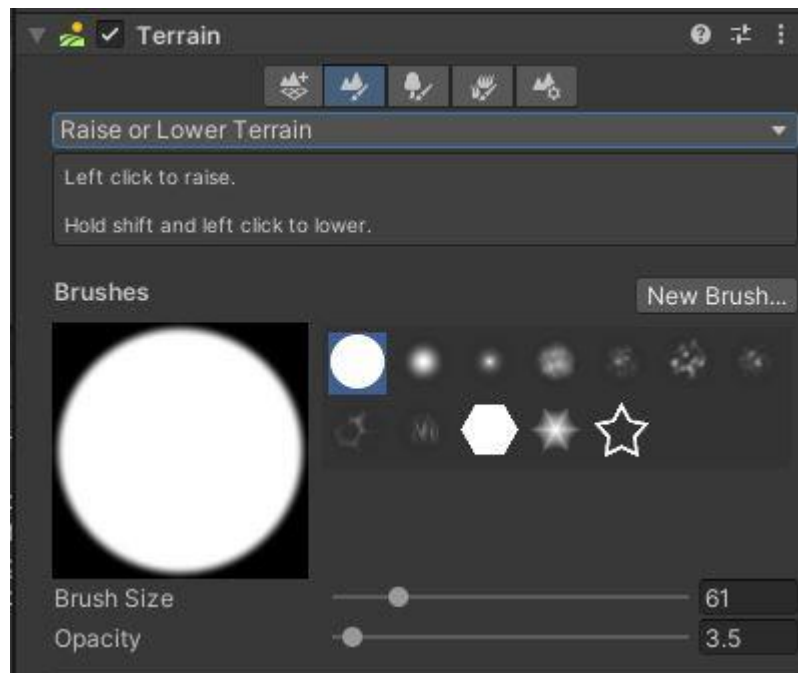 Terrain
Raise or Lower Terrain
Left click to raise.
Hold shift and left click to lower.
Brushes
New Brush...
Brush Size 61
Opacity 3.5